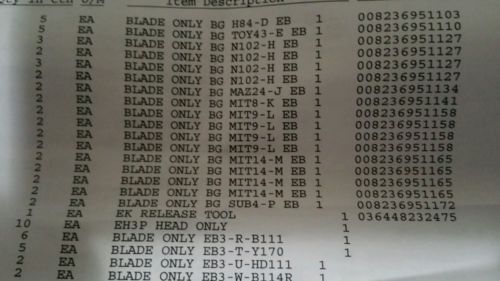 Qty in Ctn U/M Item Description
5 EA BLADE ONLY BG H84-D EB 1 008236951103
5 EA BLADE ONLY BG TOY43-E EB 1 008236951110
3 EA BLADE ONLY BG N102-H EB 1 008236951127
2 EA BLADE ONLY BG N102-H EB 1 008236951127
3 EA BLADE ONLY BG N102-H EB 1 008236951127
2 EA BLADE ONLY BG N102-H EB 1 008236951127
2 EA BLADE ONLY BG MAZ24-J EB 1 008236951134
2 EA BLADE ONLY BG MIT8-K EB 1 008236951141
2 EA BLADE ONLY BG MIT9-L EB 1 008236951158
2 EA BLADE ONLY BG MIT9-L EB 1 008236951158
2 EA BLADE ONLY BG MIT9-L EB 1 008236951158
2 EA BLADE ONLY BG MIT9-L EB 1 008236951158
2 EA BLADE ONLY BG MIT14-M EB 1 008236951165
2 EA BLADE ONLY BG MIT14-M EB 1 008236951165
2 EA BLADE ONLY BG MIT14-M EB 1 008236951165
2 EA BLADE ONLY BG MIT14-M EB 1 008236951165
2 EA BLADE ONLY BG SUB4-P EB 1 008236951172
1 EA EK RELEASE TOOL 1 036448232475
10 EA EH3P HEAD ONLY 1
6 EA BLADE ONLY EB3-R-B111 1
5 EA BLADE ONLY EB3-T-Y170 1
2 EA BLADE ONLY EB3-U-HD111 1
2 EA BLADE ONLY EB3-W-B114R 1